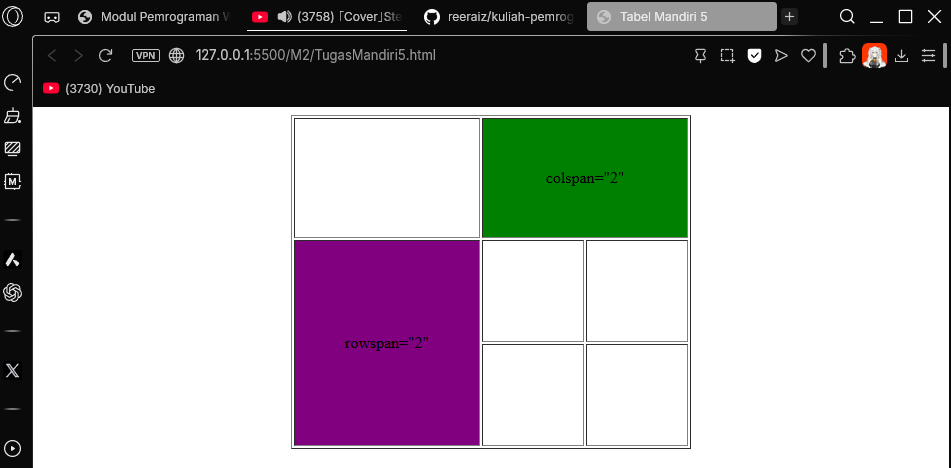 Modul Pemrograman W
(3758) 「Cover」Ste
reeraiz/kuliah-pemrog
Tabel Mandiri 5
VPN
127.0.0.1:5500/M2/TugasMandiri5.html
(3730) YouTube
M
colspan="2"
rowspan="2"